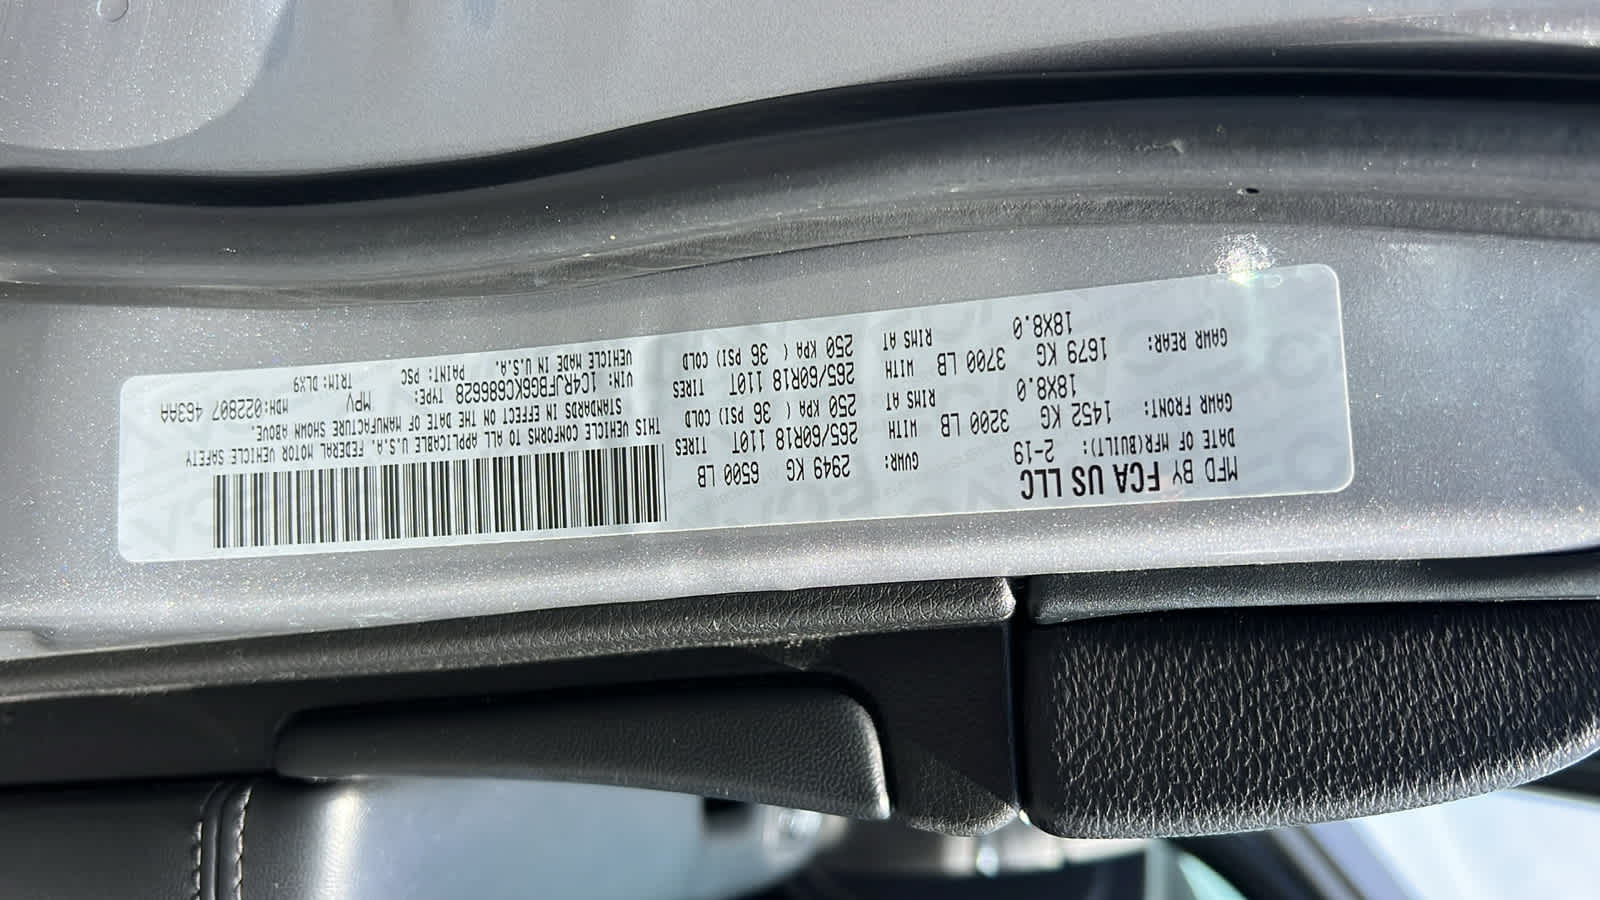 MFD BY FCA US LLC
DATE OF MFR(BUILT): 2-19
GVWR: 2949 KG 6500 LB
GAWR FRONT: WITH TIRES
1452 KG 3200 LB 265/60R18 110T
RIMS AT COLD
18X8.0 250 KPA ( 36 PSI)
GAWR REAR: WITH TIRES
1679 KG 3700 LB 265/60R18 110T
RIMS AT COLD
18X8.0 250 KPA ( 36 PSI)
THIS VEHICLE CONFORMS TO ALL APPLICABLE U.S.A. FEDERAL MOTOR VEHICLE SAFETY
STANDARDS IN EFFECT ON THE DATE OF MANUFACTURE SHOWN ABOVE.
VIN: 1C4RJFBG6KC686628 TYPE: MPV MDH:022807 463AA
VEHICLE MADE IN U.S.A. PAINT: PSC TRIM: DLX9